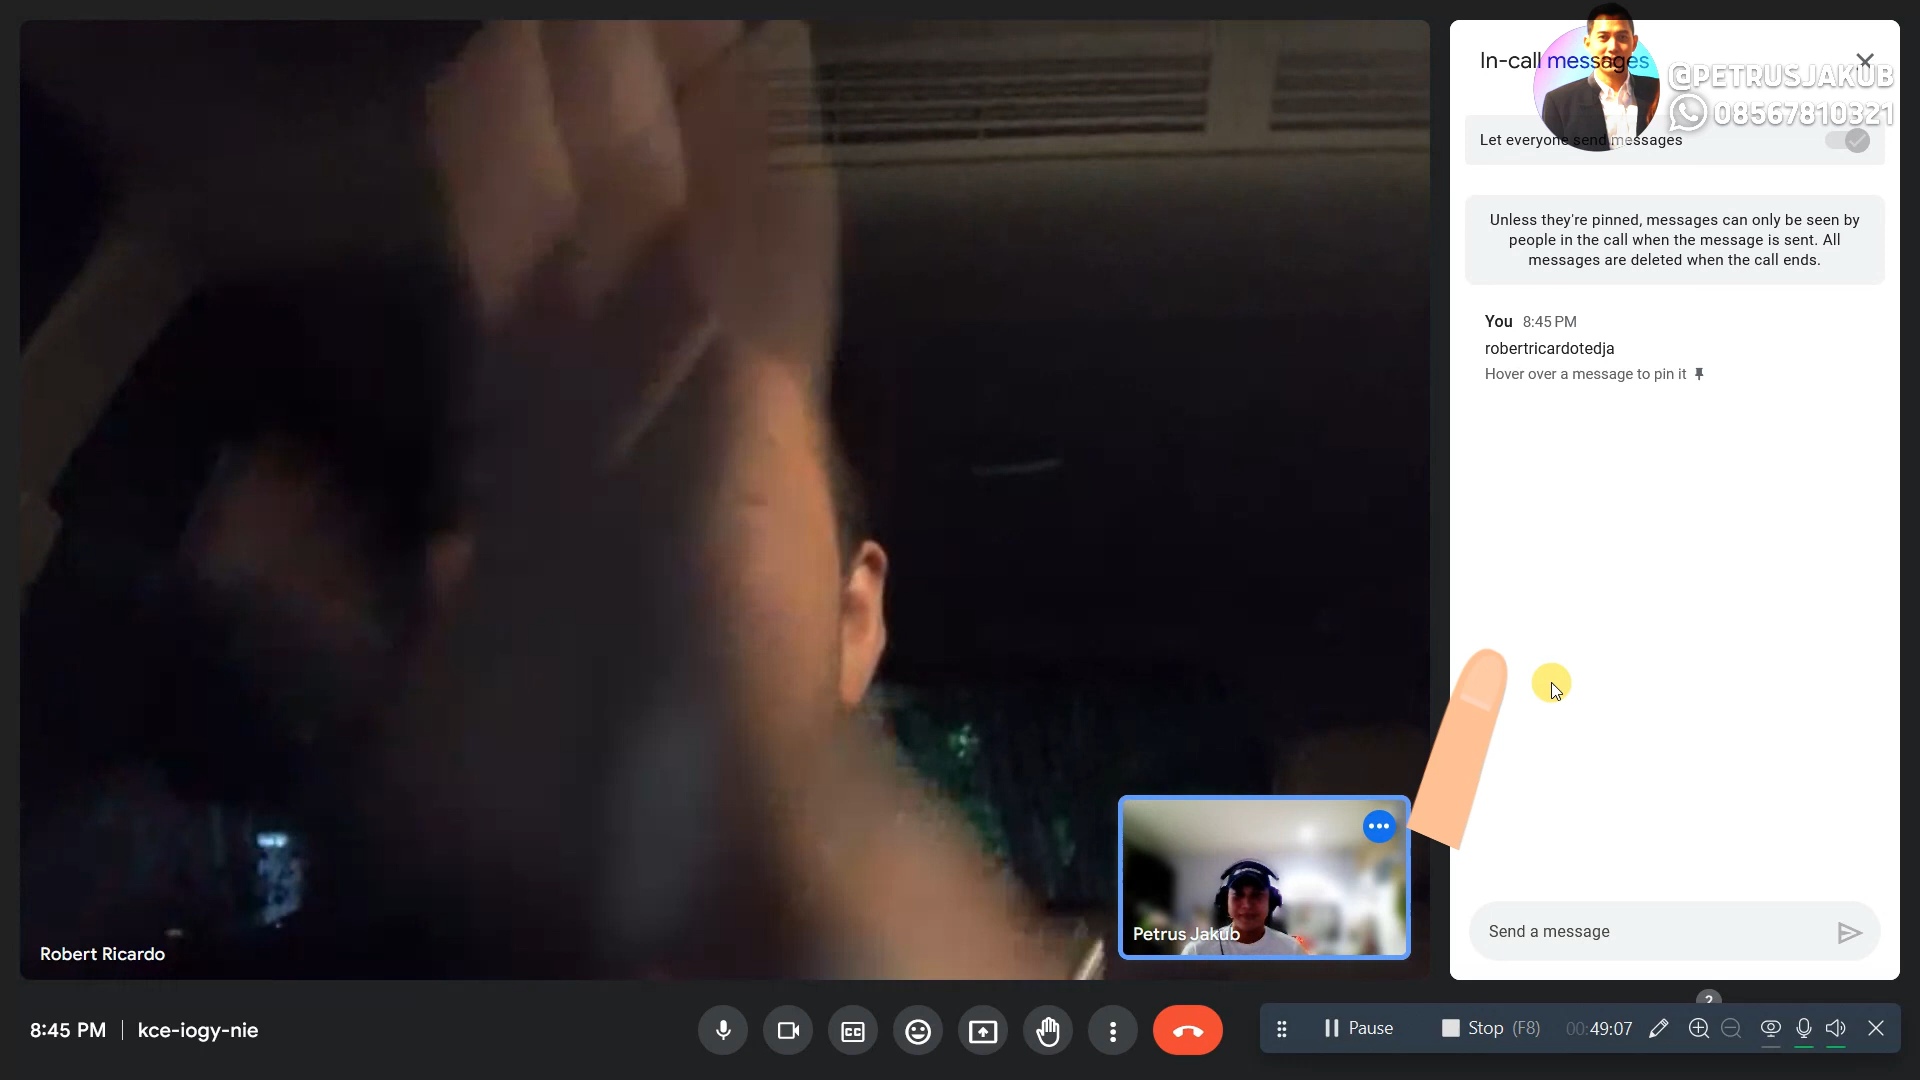 In-call messages
@PETRUSJAKUB
08567810321
Let everyone send messages
Unless they're pinned, messages can only be seen by
people in the call when the message is sent. All
messages are deleted when the call ends.
You 8:45 PM
robertricardotedja
Hover over a message to pin it
Robert Ricardo
Petrus Jakub
Send a message
8:45 PM | kce-iogy-nie
CC
2
Pause
Stop (F8)
00:49:07